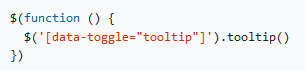 $(function () {
  $('[data-toggle="tooltip"]').tooltip()
})